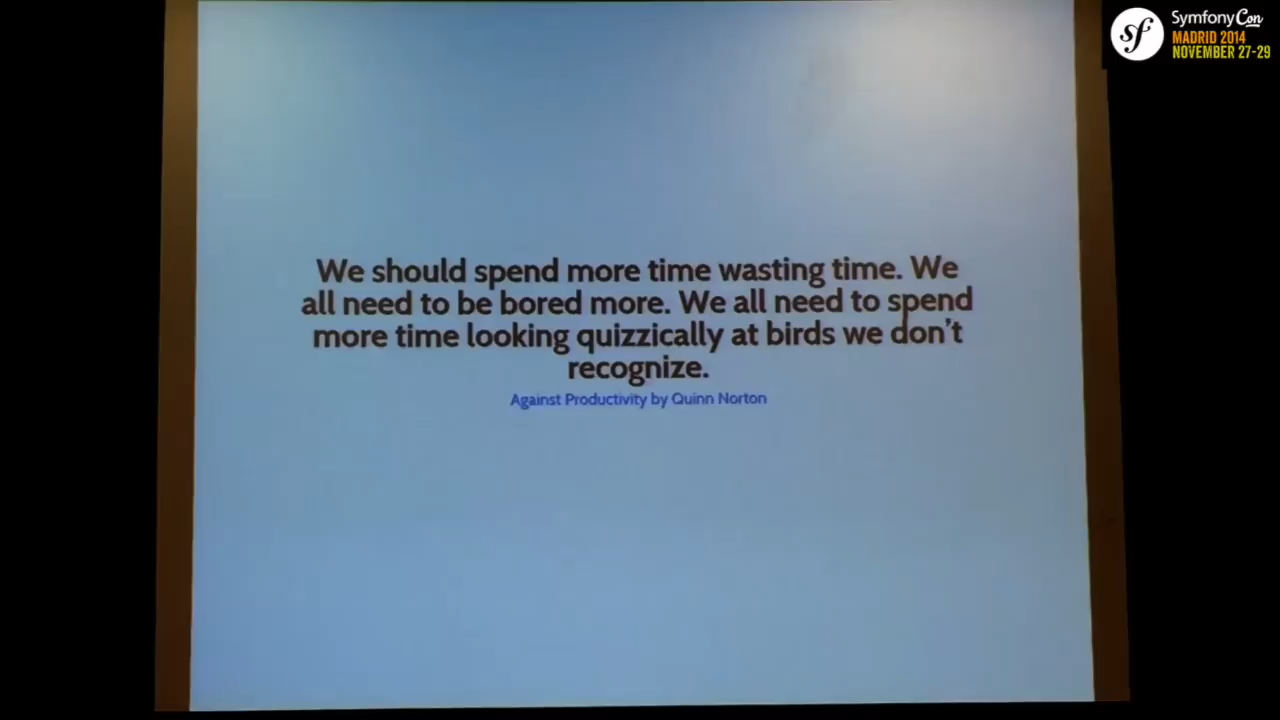 sf
SymfonyCon
MADRID 2014
NOVEMBER 27-29
We should spend more time wasting time. We
all need to be bored more. We all need to spend
more time looking quizzically at birds we don't
recognize.
Against Productivity by Quinn Norton